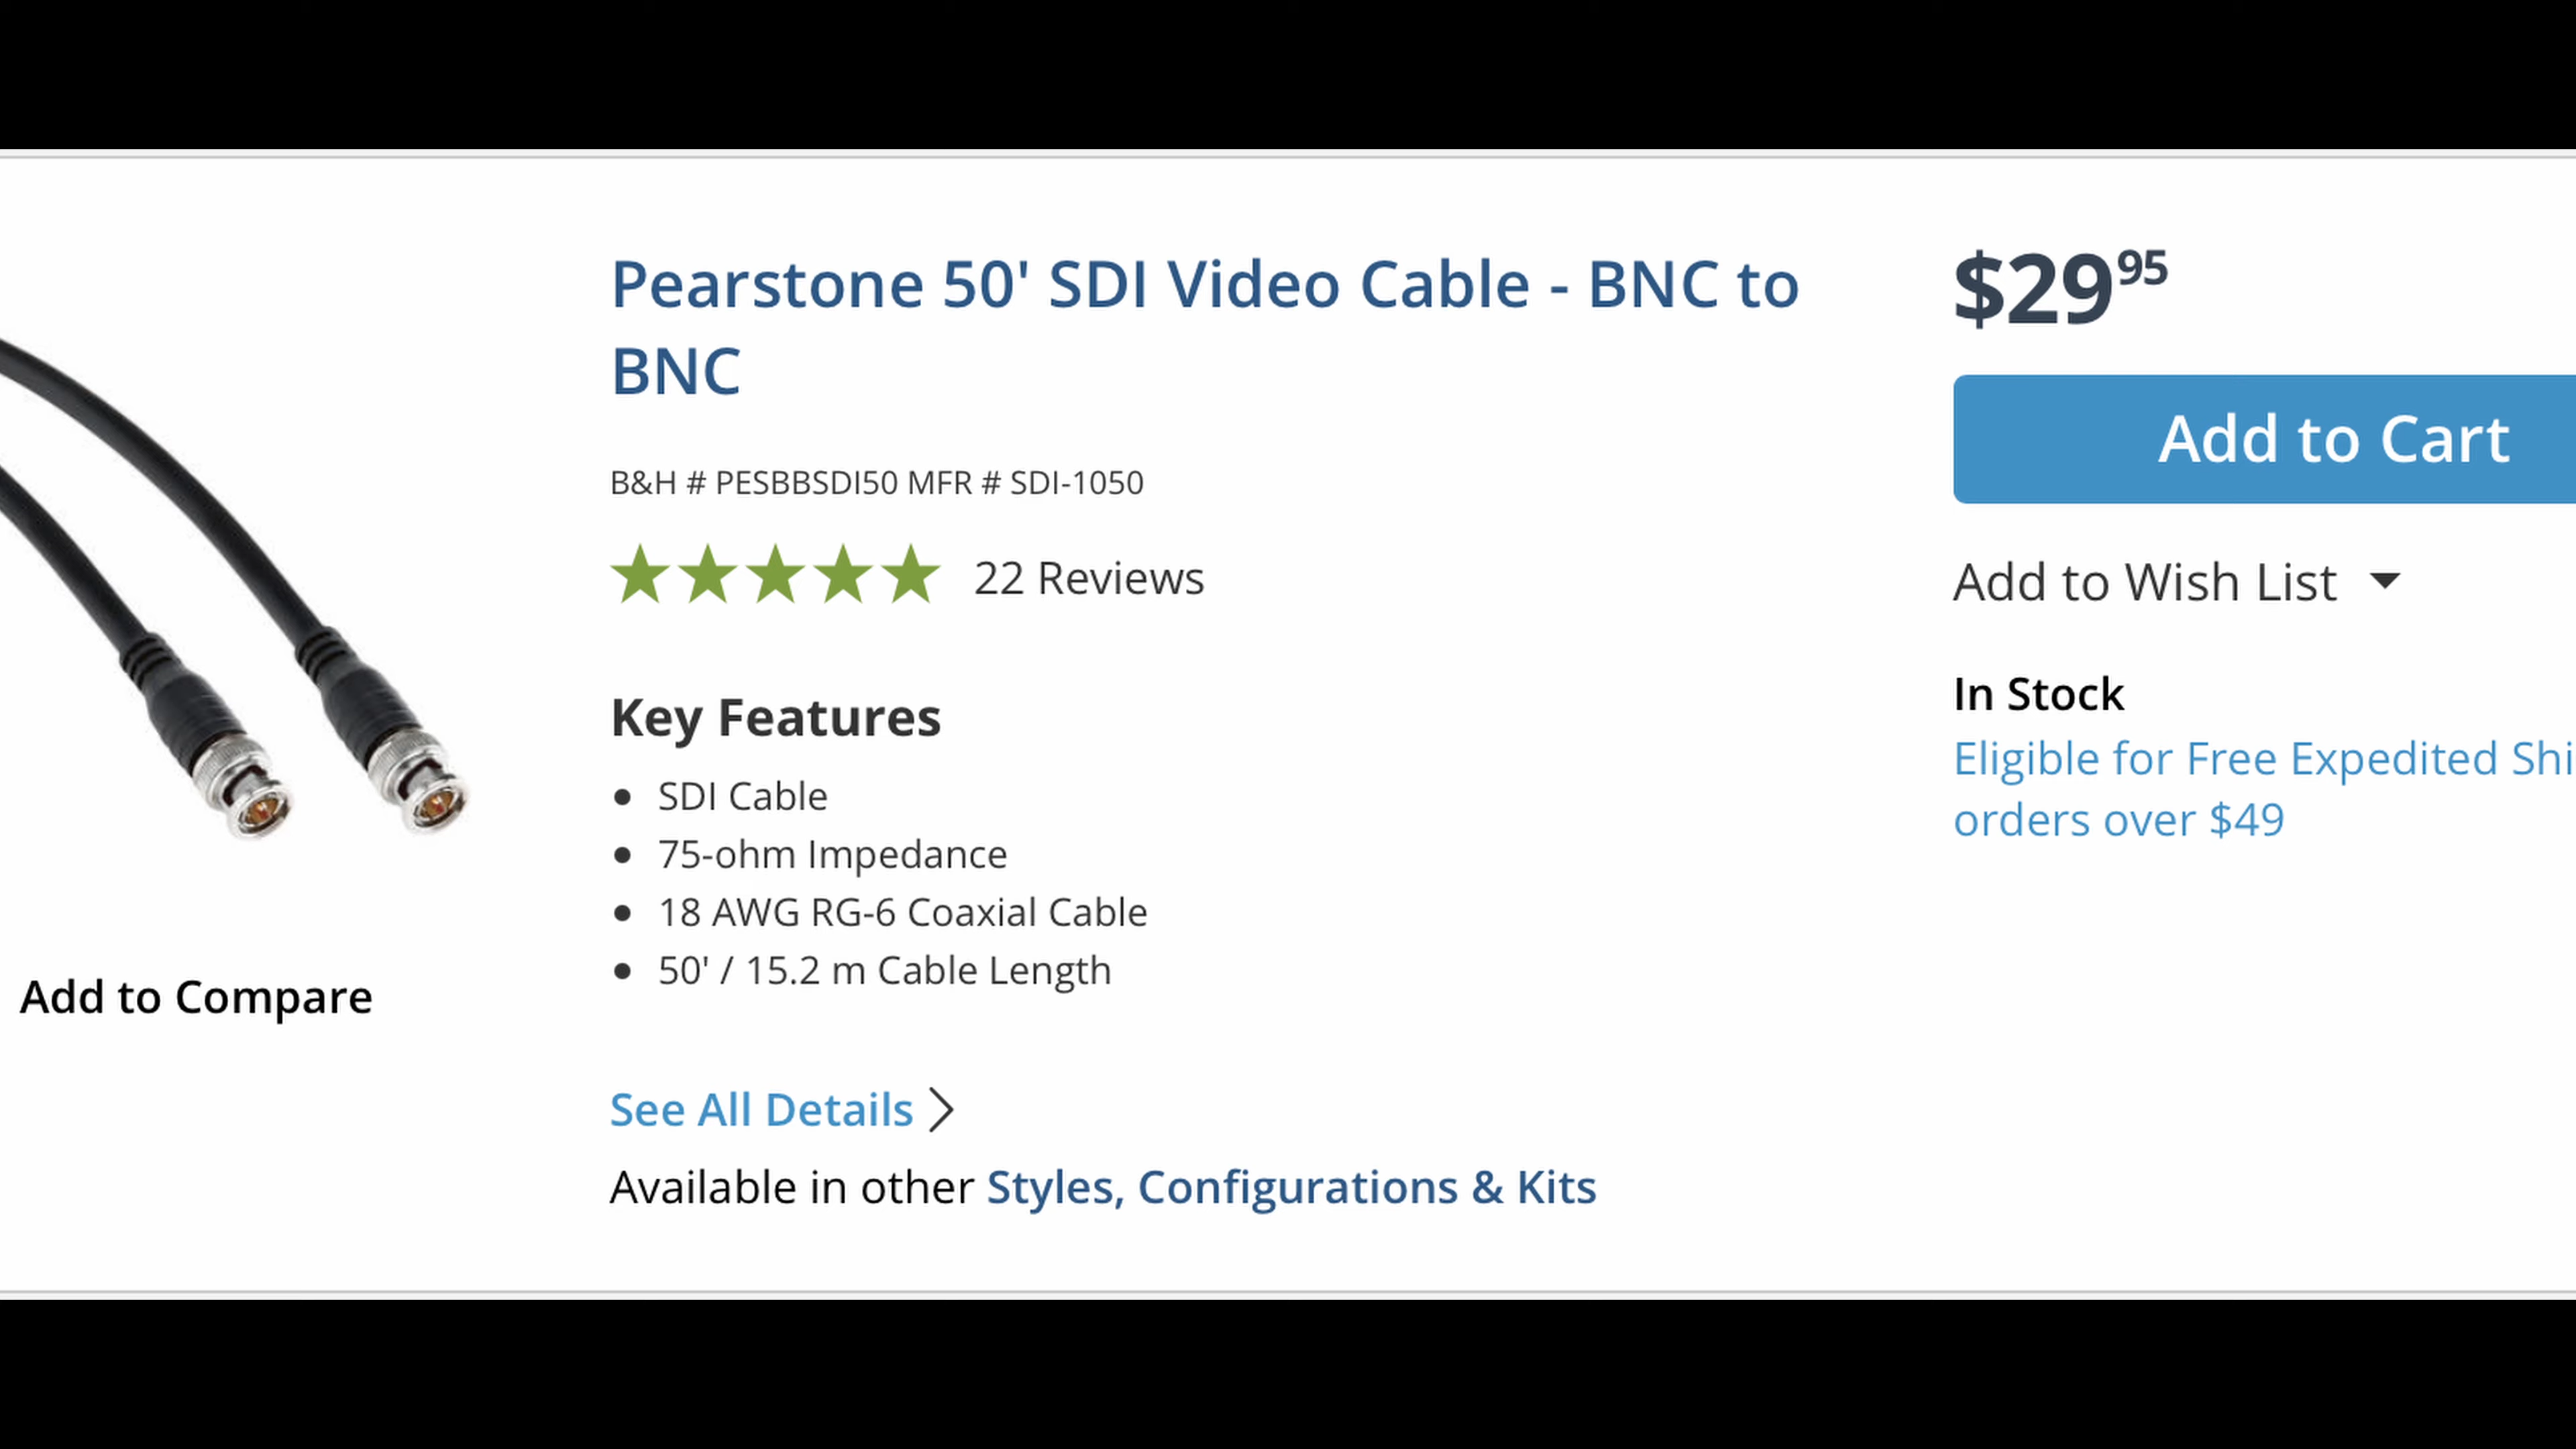 Pearstone 50' SDI Video Cable - BNC to
BNC
B&H # PESBBSDI50 MFR # SDI-1050
22 Reviews
Key Features
• SDI Cable
• 75-ohm Impedance
• 18 AWG RG-6 Coaxial Cable
• 50' / 15.2 m Cable Length
See All Details
Available in other Styles, Configurations & Kits
Add to Compare
$29.95
Add to Cart
Add to Wish List
In Stock
Eligible for Free Expedited Shi
orders over $49